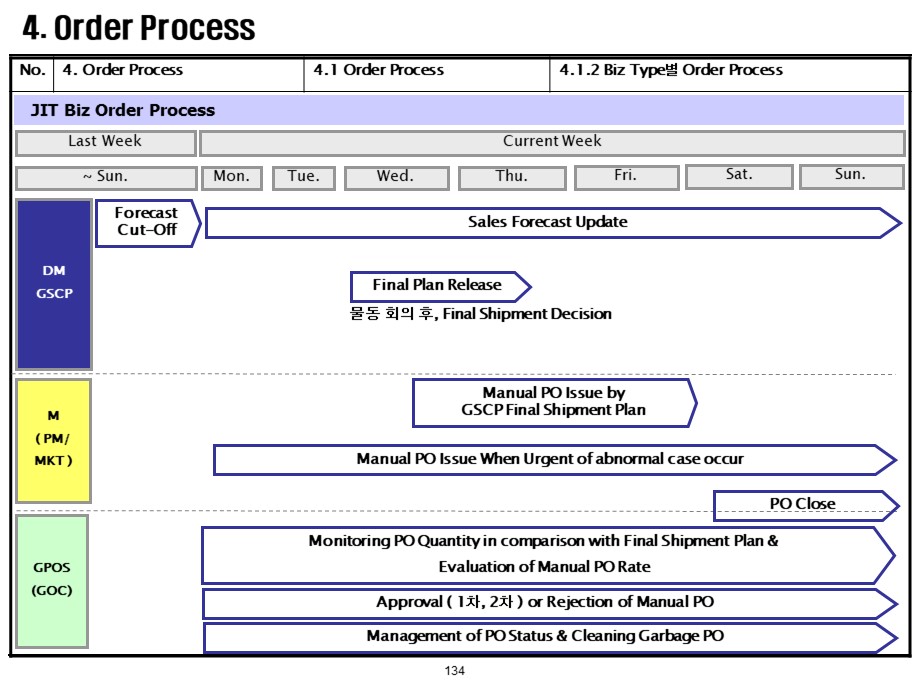 4. Order Process
No. 4. Order Process 4.1 Order Process 4.1.2 Biz Type별 Order Process
JIT Biz Order Process
Last Week Current Week
~ Sun. Mon. Tue. Wed. Thu. Fri. Sat. Sun.
Forecast
Cut-Off
Sales Forecast Update
DM
GSCP
Final Plan Release
물동 회의 후, Final Shipment Decision
Manual PO Issue by
GSCP Final Shipment Plan
M
( PM/
MKT )
Manual PO Issue When Urgent of abnormal case occur
PO Close
Monitoring PO Quantity in comparison with Final Shipment Plan &
Evaluation of Manual PO Rate
GPOS
(GOC)
Approval ( 1차, 2차 ) or Rejection of Manual PO
Management of PO Status & Cleaning Garbage PO
134